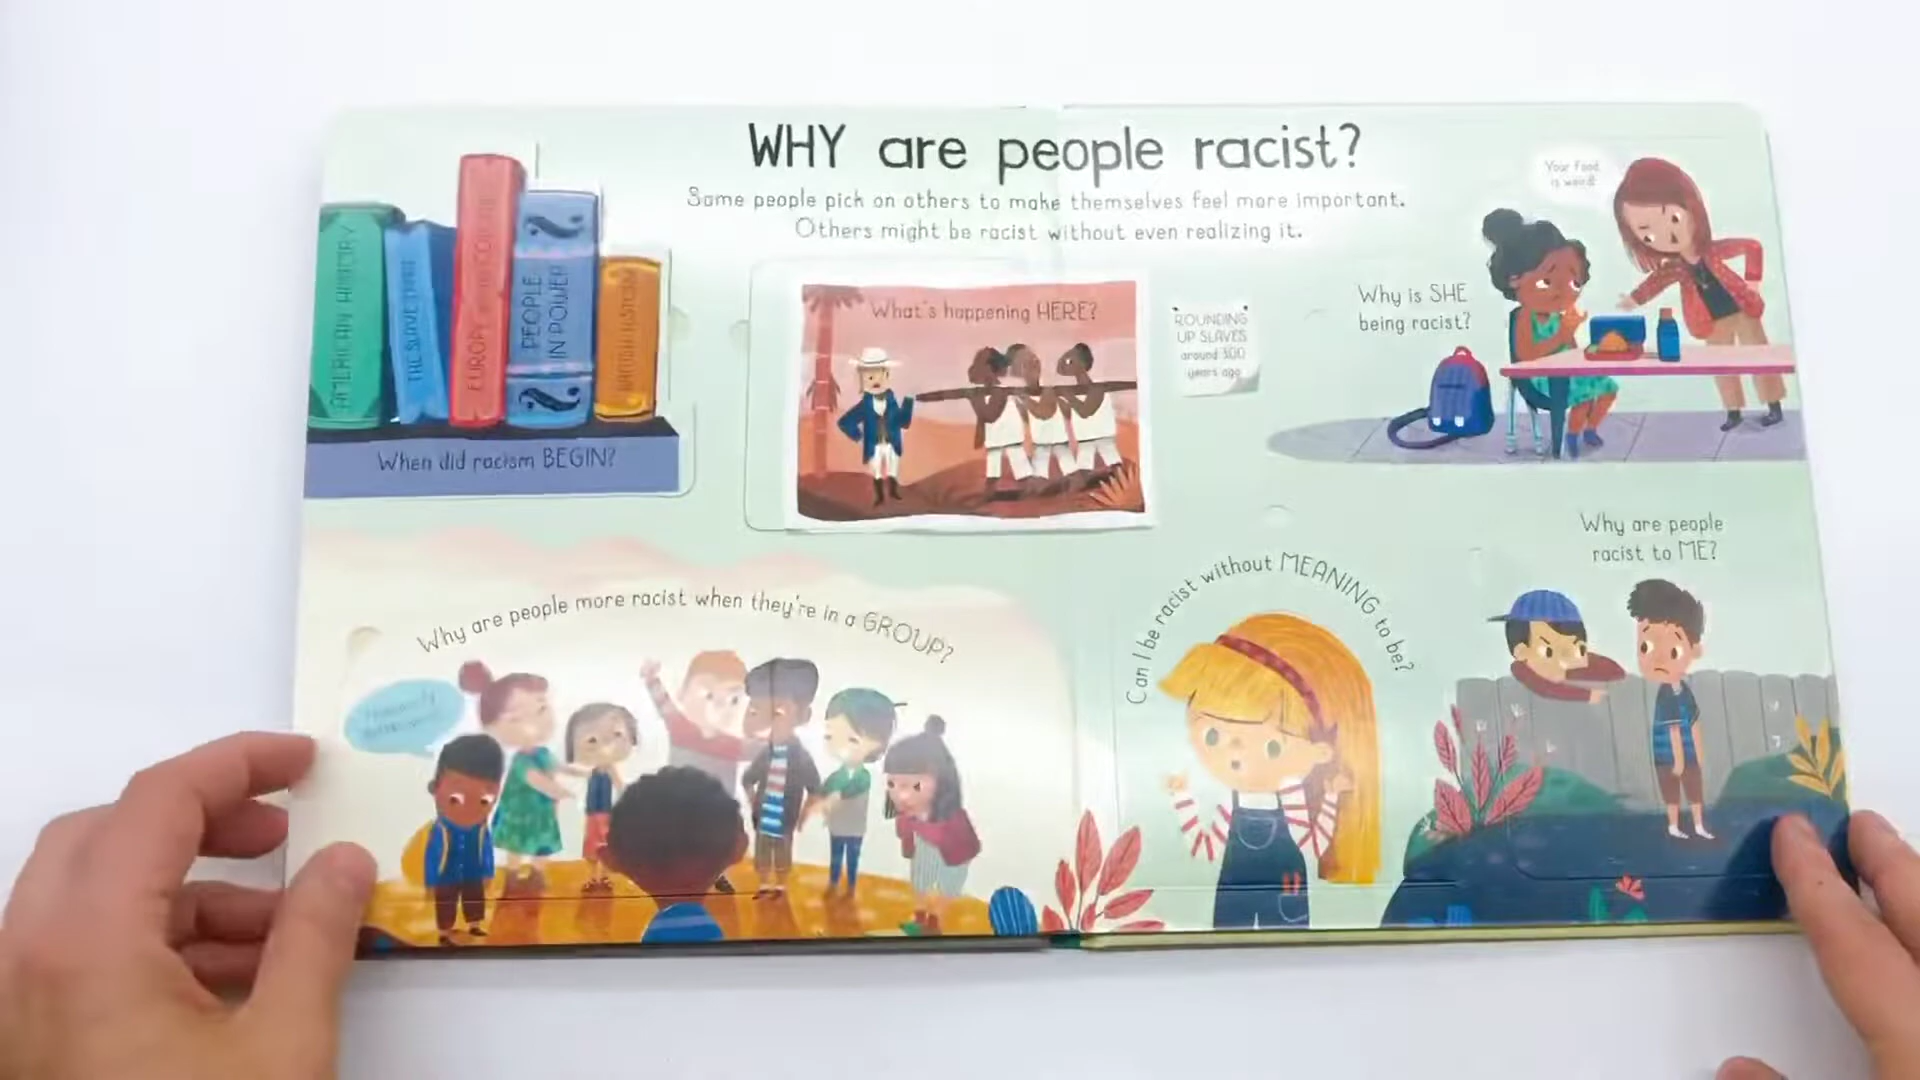 WHY are people racist?
Some people pick on others to make themselves feel more important.
Others might be racist without even realizing it.
AMERICAN HISTORY
THE SLAVE TRADE
EUROPE
PEOPLE
IN POWER
BRITISH HISTORY
When did racism BEGIN?
What's happening HERE?
ROUNDING
UP SLAVES
around 300
years ago
Your food
is weird!
Why is SHE
being racist?
Why are people more racist when they're in a GROUP?
Can I be racist without MEANING to be?
Why are people
racist to ME?